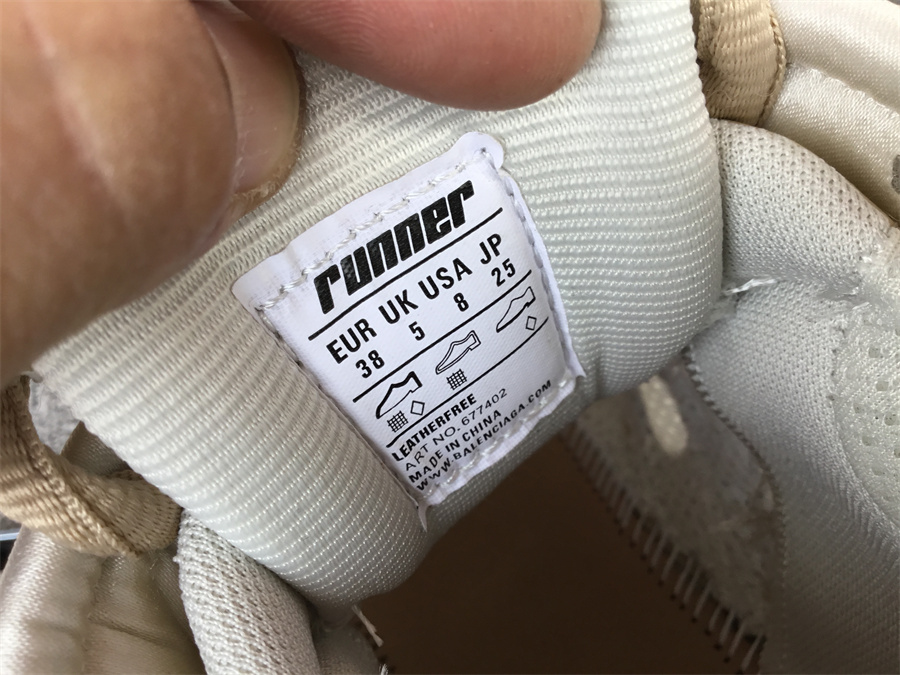 runner
EUR UK USA JP
38 5 8 25
LEATHERFREE
ART NO. 677402
MADE IN CHINA
WWW.BALENCIAGA.COM